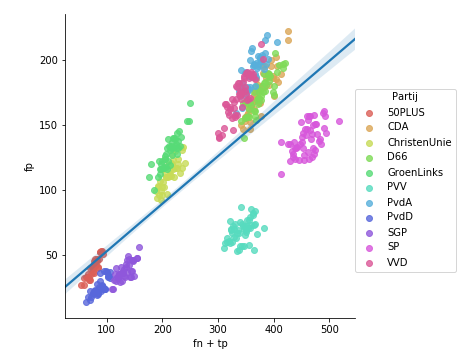 200
150
100
50
fp
100
200
300
400
500
fn + tp
Partij
50PLUS
CDA
ChristenUnie
D66
GroenLinks
PVV
PvdA
PvdD
SGP
SP
VVD